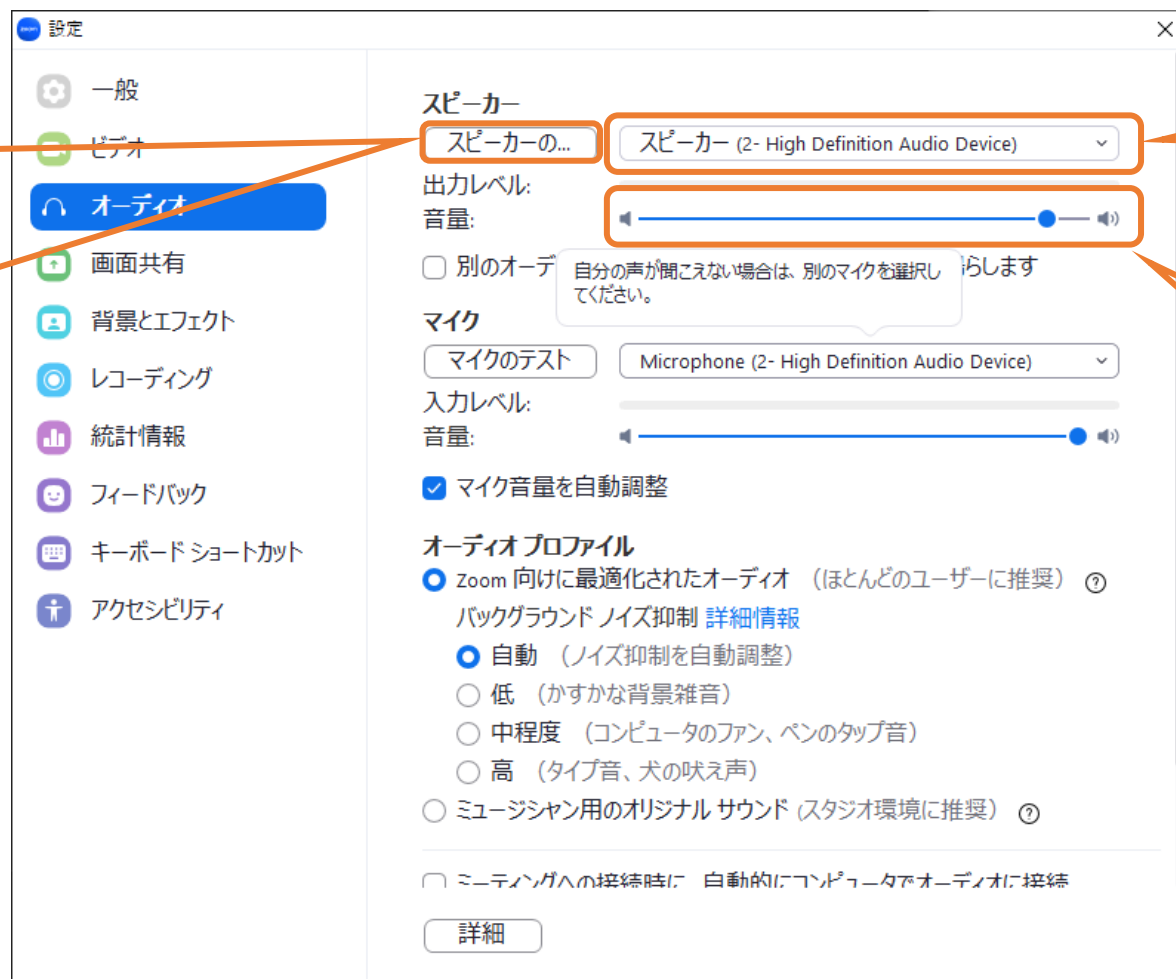 zoom 設定
一般
ビデオ
オーディオ
画面共有
背景とエフェクト
レコーディング
統計情報
フィードバック
キーボード ショートカット
アクセシビリティ
スピーカー
スピーカーの... スピーカー (2- High Definition Audio Device)
出力レベル:
音量:
別のオーデ らします
自分の声が聞こえない場合は、別のマイクを選択し
てください。
マイク
マイクのテスト Microphone (2- High Definition Audio Device)
入力レベル:
音量:
マイク音量を自動調整
オーディオ プロファイル
Zoom 向けに最適化されたオーディオ （ほとんどのユーザーに推奨）
バックグラウンド ノイズ抑制 詳細情報
自動 （ノイズ抑制を自動調整）
低 （かすかな背景雑音）
中程度 （コンピュータのファン、ペンのタップ音）
高 （タイプ音、犬の吠え声）
ミュージシャン用のオリジナル サウンド (スタジオ環境に推奨）
ミーティングへの接続時に、自動的にコンピュータでオーディオに接続
詳細